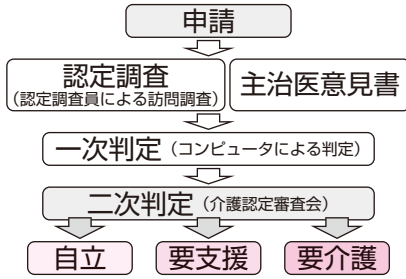 申請
認定調査
(認定調査員による訪問調査)
主治医意見書
一次判定(コンピュータによる判定)
二次判定(介護認定審査会)
自立
要支援
要介護